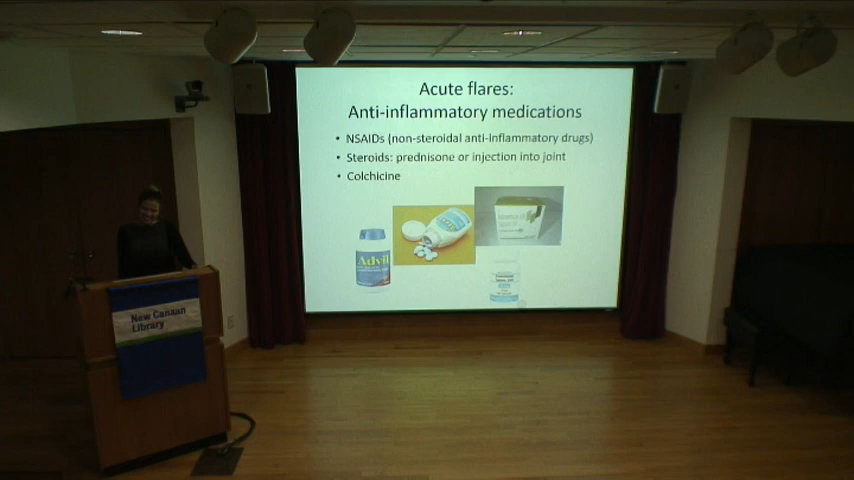 Acute flares:
Anti-inflammatory medications
• NSAIDs (non-steroidal anti-inflammatory drugs)
• Steroids: prednisone or injection into joint
• Colchicine
Advil
New Canaan
Library